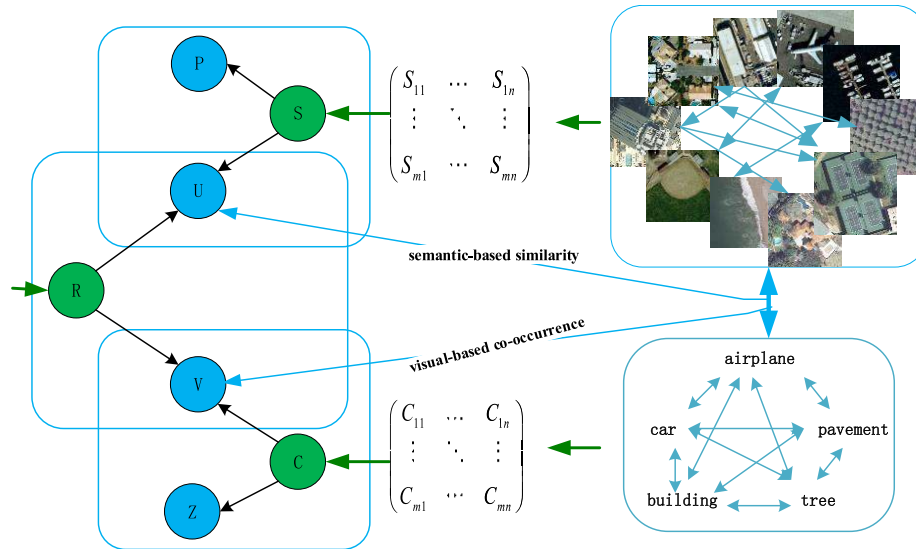 P
S
S11 ... S1n
⋮ ⋱ ⋮
Sm1 ... Smn
U
semantic-based similarity
R
visual-based co-occurrence
V
airplane
C11 ... C1n
⋮ ⋱ ⋮
Cm1 ... Cmn
car
pavement
C
building
tree
Z